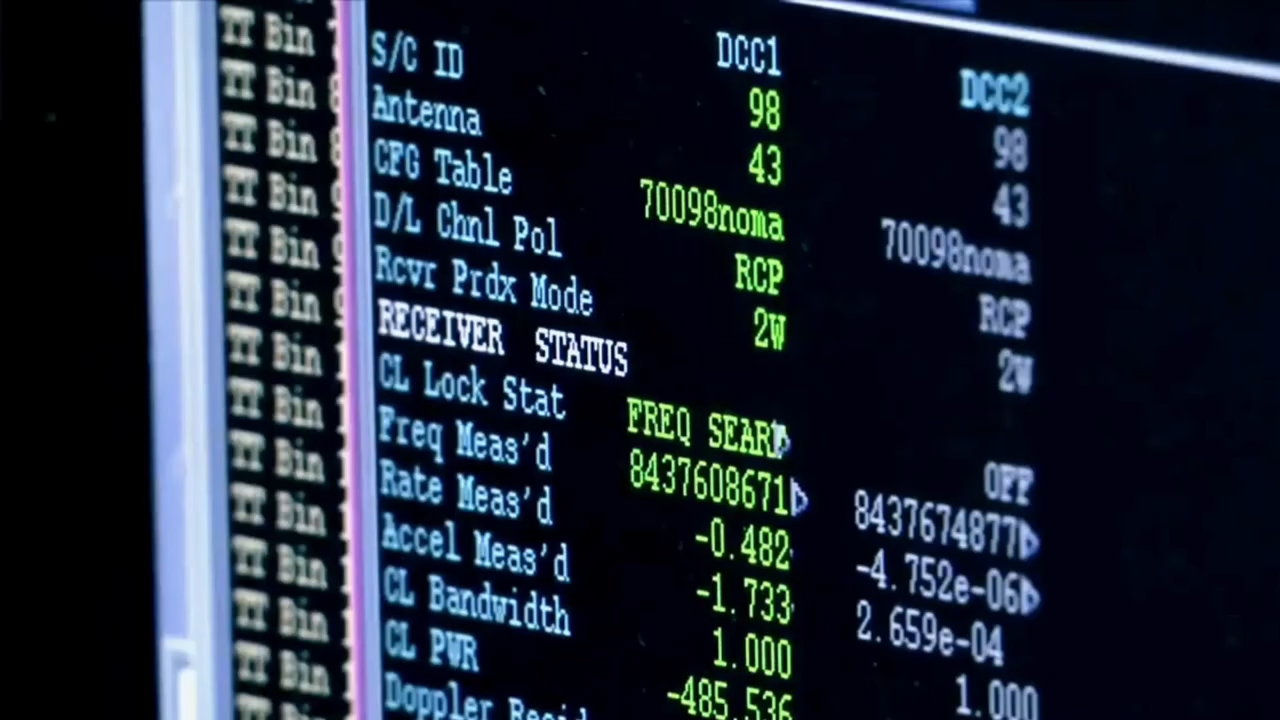 DCC1 DCC2
S/C ID 98 98
Antenna 43 43
CFG Table 70098noma 70098noma
D/L Chnl Pol RCP RCP
Rcvr Prdx Mode 2W 2W
RECEIVER STATUS
CL Lock Stat FREQ SEAR OFF
Freq Meas'd 8437608671 8437674877
Rate Meas'd -0.482 -4.752e-06
Accel Meas'd -1.733 2.659e-04
CL Bandwidth 1.000 1.000
CL PWR -485.536
Doppler Resid
TT Bin
TT Bin
TT Bin
TT Bin
TT Bin
TT Bin
TT Bin
TT Bin
TT Bin
TT Bin
TT Bin
TT Bin
TT Bin